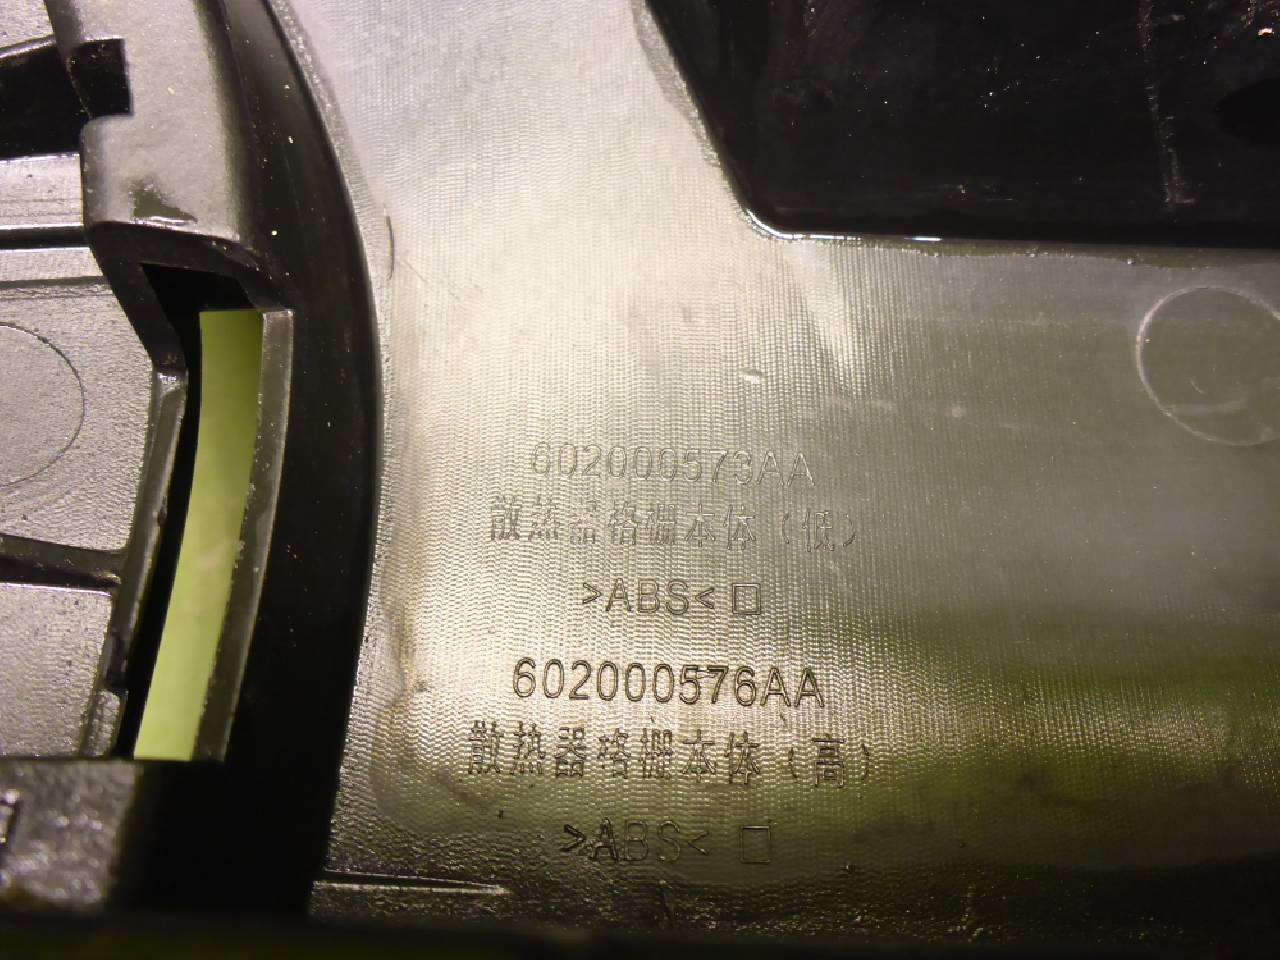 602000573AA
散热器格栅本体（低）
>ABS< □
602000576AA
散热器格栅本体（高）
>ABS< □